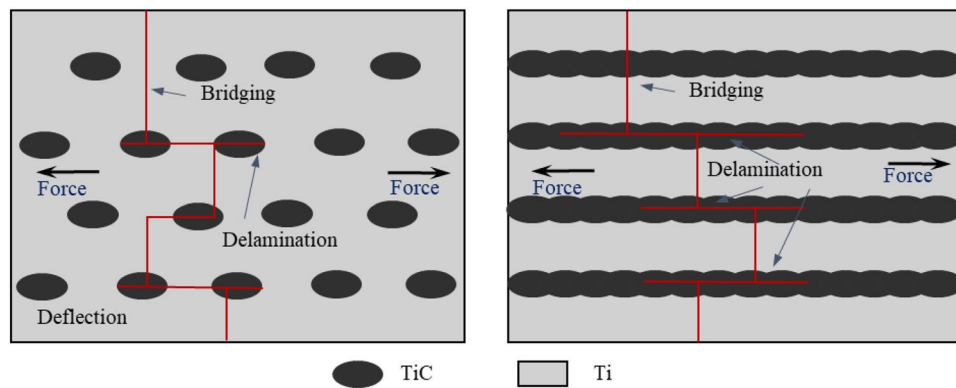 Bridging
Force
Force
Delamination
Deflection
Bridging
Delamination
Force
Force
TiC
Ti